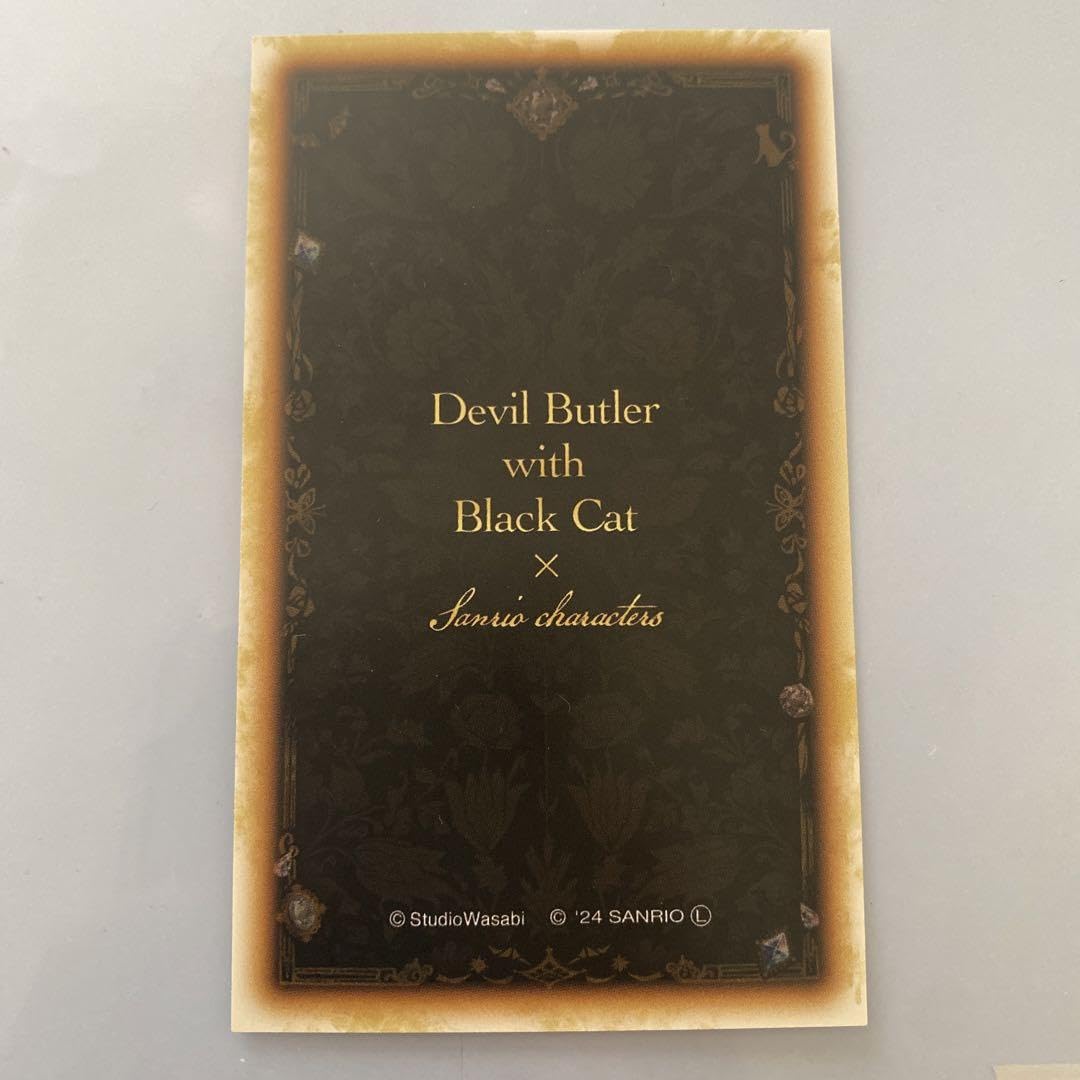 Devil Butler
with
Black Cat
×
Sanrio characters
© StudioWasabi © '24 SANRIO Ⓛ